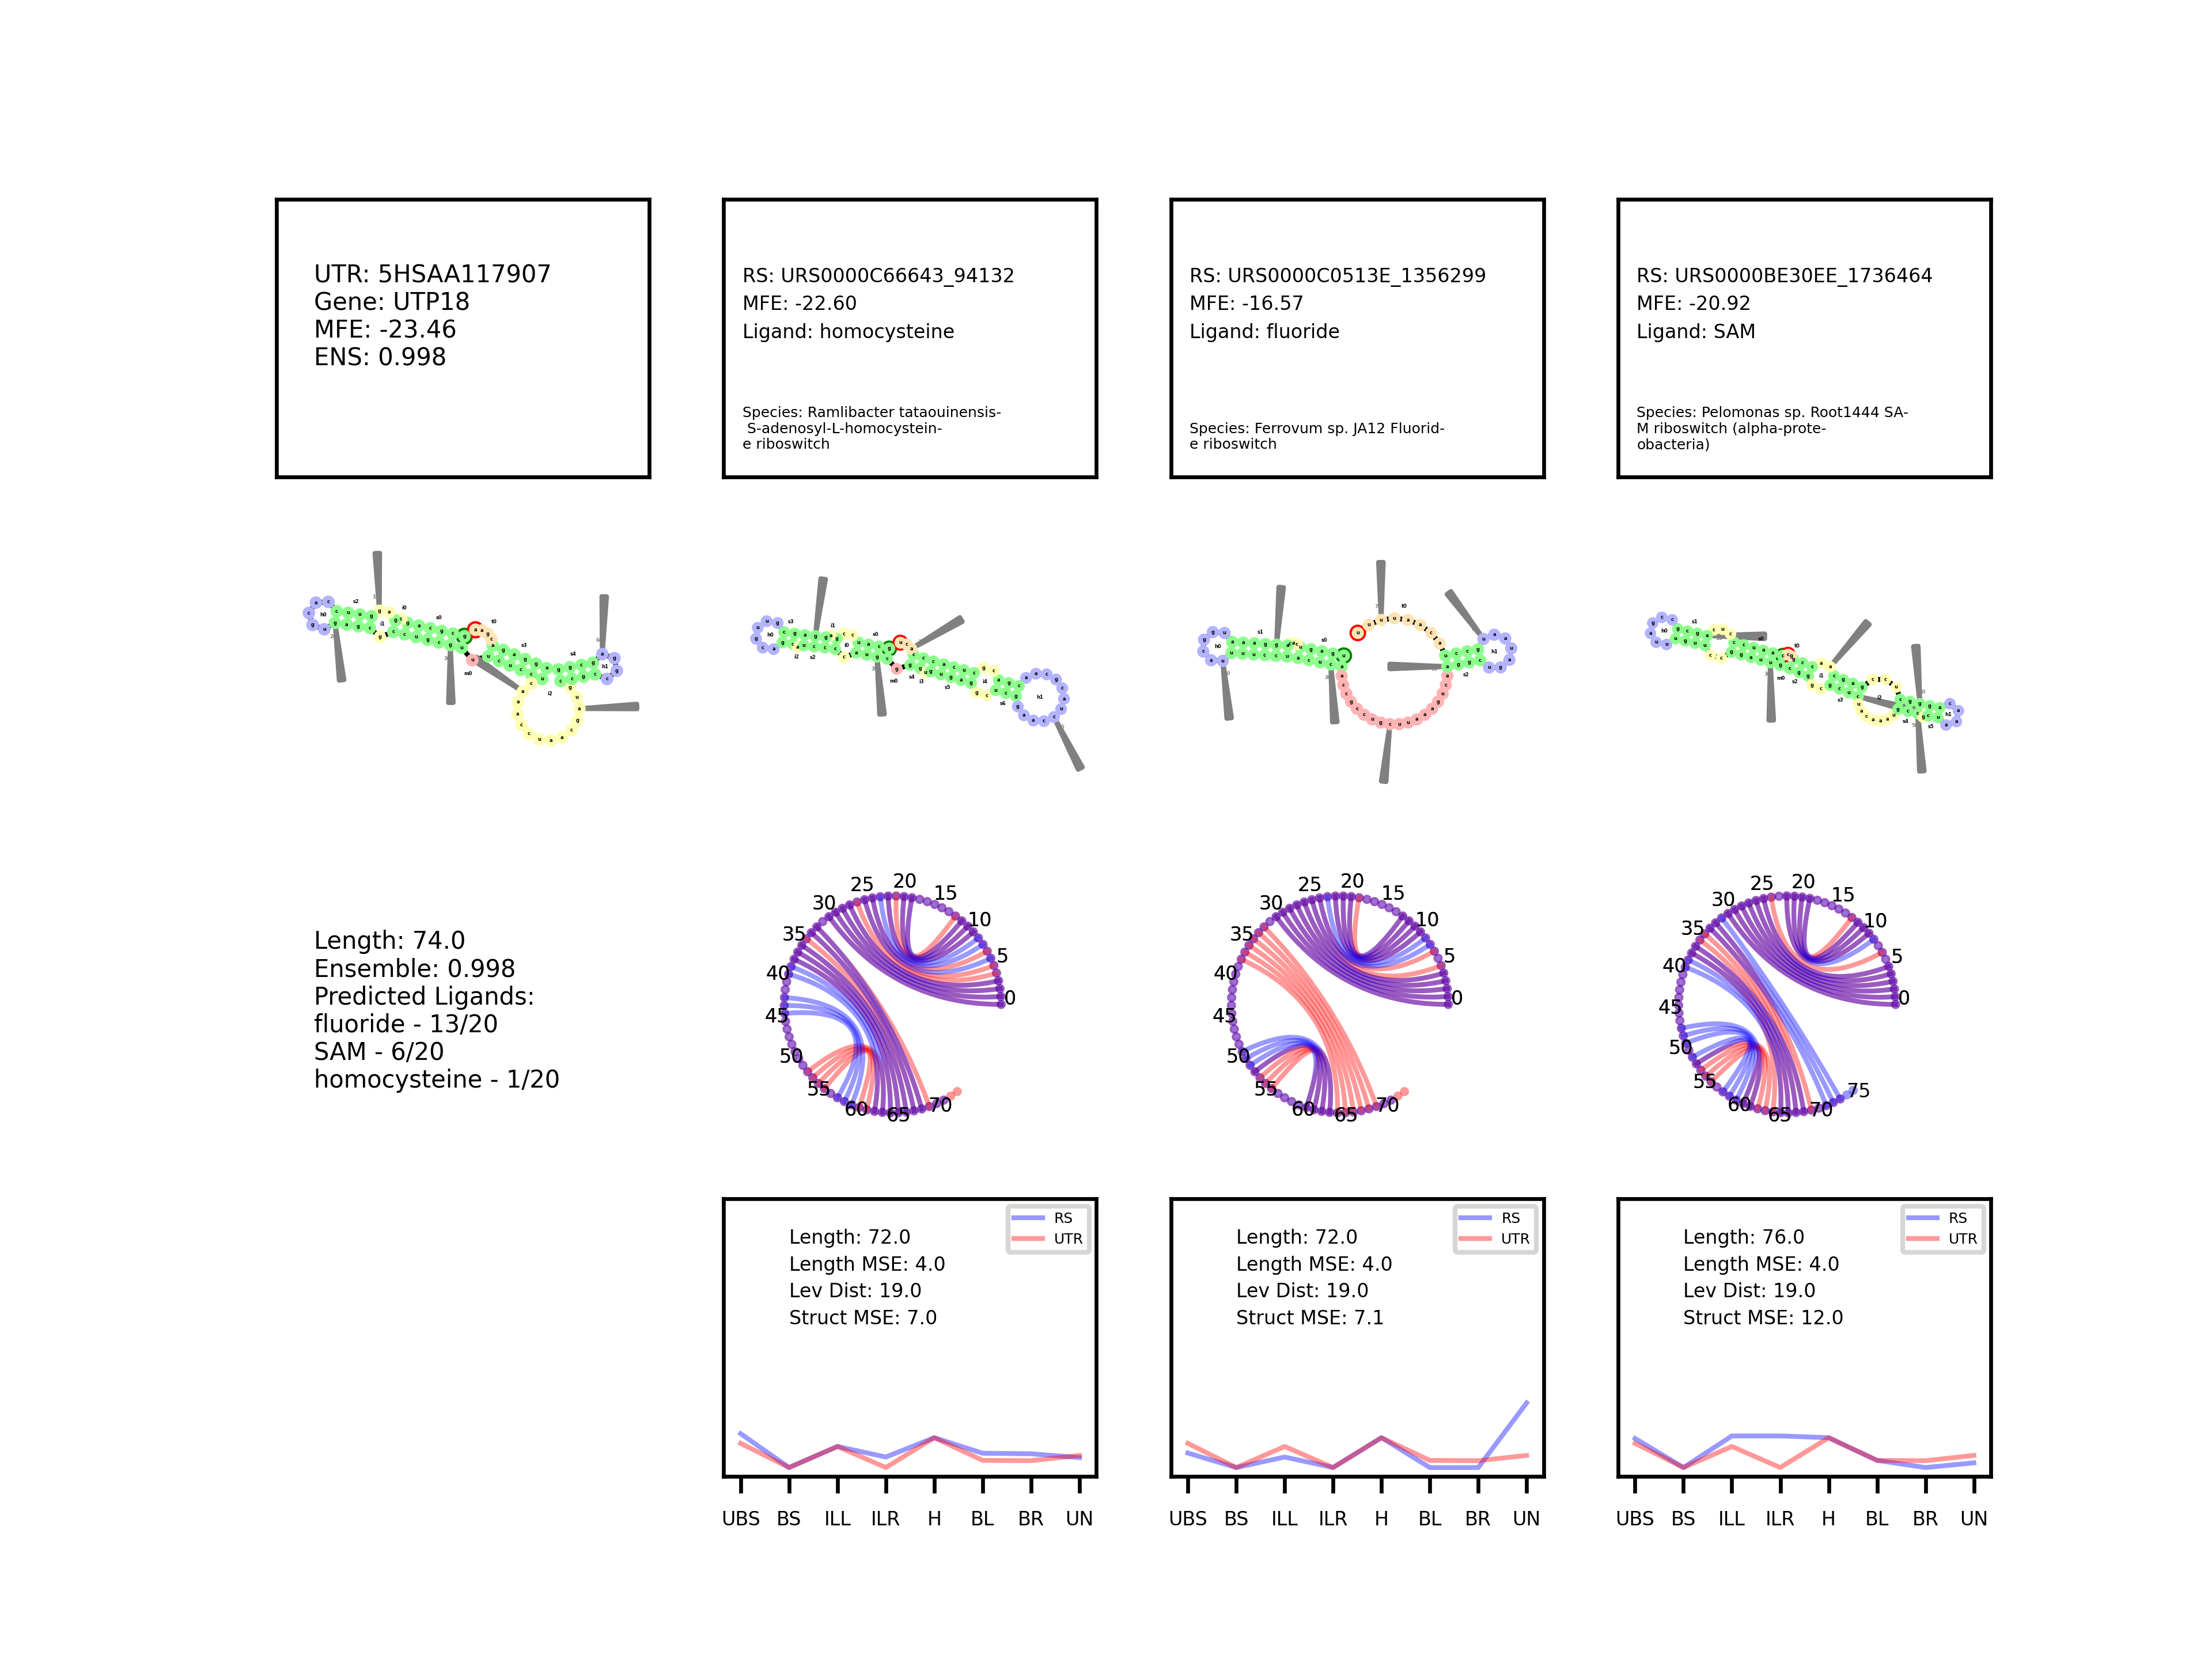 UTR: 5HSAA117907
Gene: UTP18
MFE: -23.46
ENS: 0.998
RS: URS0000C66643_94132
MFE: -22.60
Ligand: homocysteine
Species: Ramlibacter tataouinensis-
S-adenosyl-L-homocystein-
e riboswitch
RS: URS0000C0513E_1356299
MFE: -16.57
Ligand: fluoride
Species: Ferrovum sp. JA12 Fluorid-
e riboswitch
RS: URS0000BE30EE_1736464
MFE: -20.92
Ligand: SAM
Species: Pelomonas sp. Root1444 SA-
M riboswitch (alpha-prote-
obacteria)
Length: 74.0
Ensemble: 0.998
Predicted Ligands:
fluoride - 13/20
SAM - 6/20
homocysteine - 1/20
0 5 10 15 20 25 30 35 40 45 50 55 60 65 70
0 5 10 15 20 25 30 35 40 45 50 55 60 65 70
0 5 10 15 20 25 30 35 40 45 50 55 60 65 70 75
RS
UTR
Length: 72.0
Length MSE: 4.0
Lev Dist: 19.0
Struct MSE: 7.0
UBS BS ILL ILR H BL BR UN
RS
UTR
Length: 72.0
Length MSE: 4.0
Lev Dist: 19.0
Struct MSE: 7.1
UBS BS ILL ILR H BL BR UN
RS
UTR
Length: 76.0
Length MSE: 4.0
Lev Dist: 19.0
Struct MSE: 12.0
UBS BS ILL ILR H BL BR UN